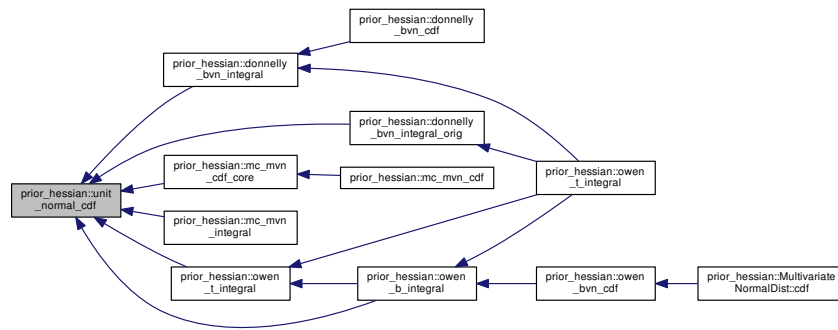 prior_hessian::unit
_normal_cdf
prior_hessian::donnelly
_bvn_integral
prior_hessian::donnelly
_bvn_cdf
prior_hessian::donnelly
_bvn_integral_orig
prior_hessian::mc_mvn
_cdf_core
prior_hessian::mc_mvn_cdf
prior_hessian::mc_mvn
_integral
prior_hessian::owen
_t_integral
prior_hessian::owen
_t_integral
prior_hessian::owen
_b_integral
prior_hessian::owen
_bvn_cdf
prior_hessian::Multivariate
NormalDist::cdf